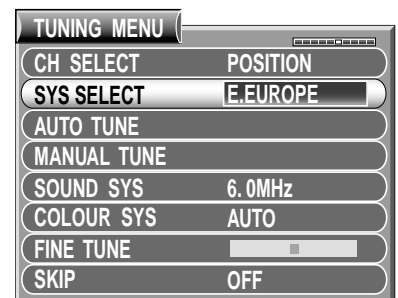 TUNING MENU
CH SELECT POSITION
SYS SELECT E.EUROPE
AUTO TUNE
MANUAL TUNE
SOUND SYS 6.0MHz
COLOUR SYS AUTO
FINE TUNE
SKIP OFF